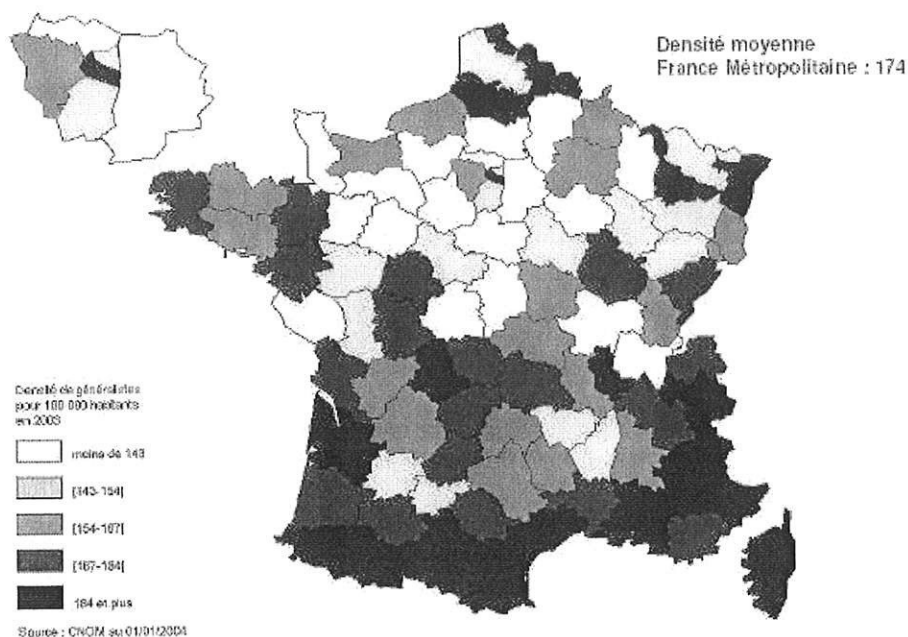 Densité moyenne
France Métropolitaine : 174
Densité de généralistes
pour 100 000 habitants
en 2003
moins de 143
[143-154[
[154-167[
[167-184[
184 et plus
Source : CNOM au 01/01/2004